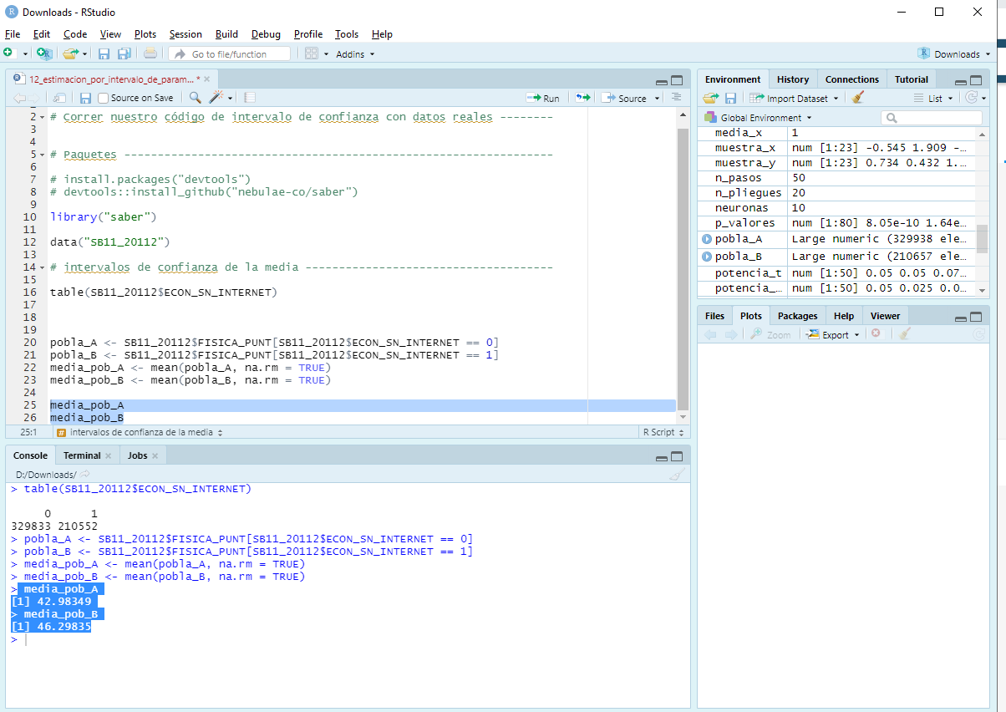 Downloads - RStudio
File Edit Code View Plots Session Build Debug Profile Tools Help
Go to file/function Addins Downloads
12_estimacion_por_intervalo_de_param... *
Source on Save Run Source
2 # Correr nuestro código de intervalo de confianza con datos reales --------
3
4
5 # Paquetes ----------------------------------------------------------------
6
7 # install.packages("devtools")
8 # devtools::install_github("nebulae-co/saber")
9
10 library("saber")
11
12 data("SB11_20112")
13
14 # intervalos de confianza de la media -------------------------------------
15
16 table(SB11_20112$ECON_SN_INTERNET)
17
18
19
20 pobla_A <- SB11_20112$FISICA_PUNT[SB11_20112$ECON_SN_INTERNET == 0]
21 pobla_B <- SB11_20112$FISICA_PUNT[SB11_20112$ECON_SN_INTERNET == 1]
22 media_pob_A <- mean(pobla_A, na.rm = TRUE)
23 media_pob_B <- mean(pobla_B, na.rm = TRUE)
24
25 media_pob_A
26 media_pob_B
25:1 intervalos de confianza de la media R Script
Console Terminal Jobs
D:/Downloads/
> table(SB11_20112$ECON_SN_INTERNET)
0 1
329833 210552
> pobla_A <- SB11_20112$FISICA_PUNT[SB11_20112$ECON_SN_INTERNET == 0]
> pobla_B <- SB11_20112$FISICA_PUNT[SB11_20112$ECON_SN_INTERNET == 1]
> media_pob_A <- mean(pobla_A, na.rm = TRUE)
> media_pob_B <- mean(pobla_B, na.rm = TRUE)
> media_pob_A
[1] 42.98349
> media_pob_B
[1] 46.29835
>
Environment History Connections Tutorial
Import Dataset List
Global Environment
media_x 1
muestra_x num [1:23] -0.545 1.909 -...
muestra_y num [1:23] 0.734 0.432 1....
n_pasos 50
n_pliegues 20
neuronas 10
p_valores num [1:80] 8.05e-10 1.64e...
pobla_A Large numeric (329938 ele...
pobla_B Large numeric (210657 ele...
potencia_t num [1:50] 0.05 0.05 0.07...
potencia_... num [1:50] 0.05 0.025 0.0...
Files Plots Packages Help Viewer
Zoom Export